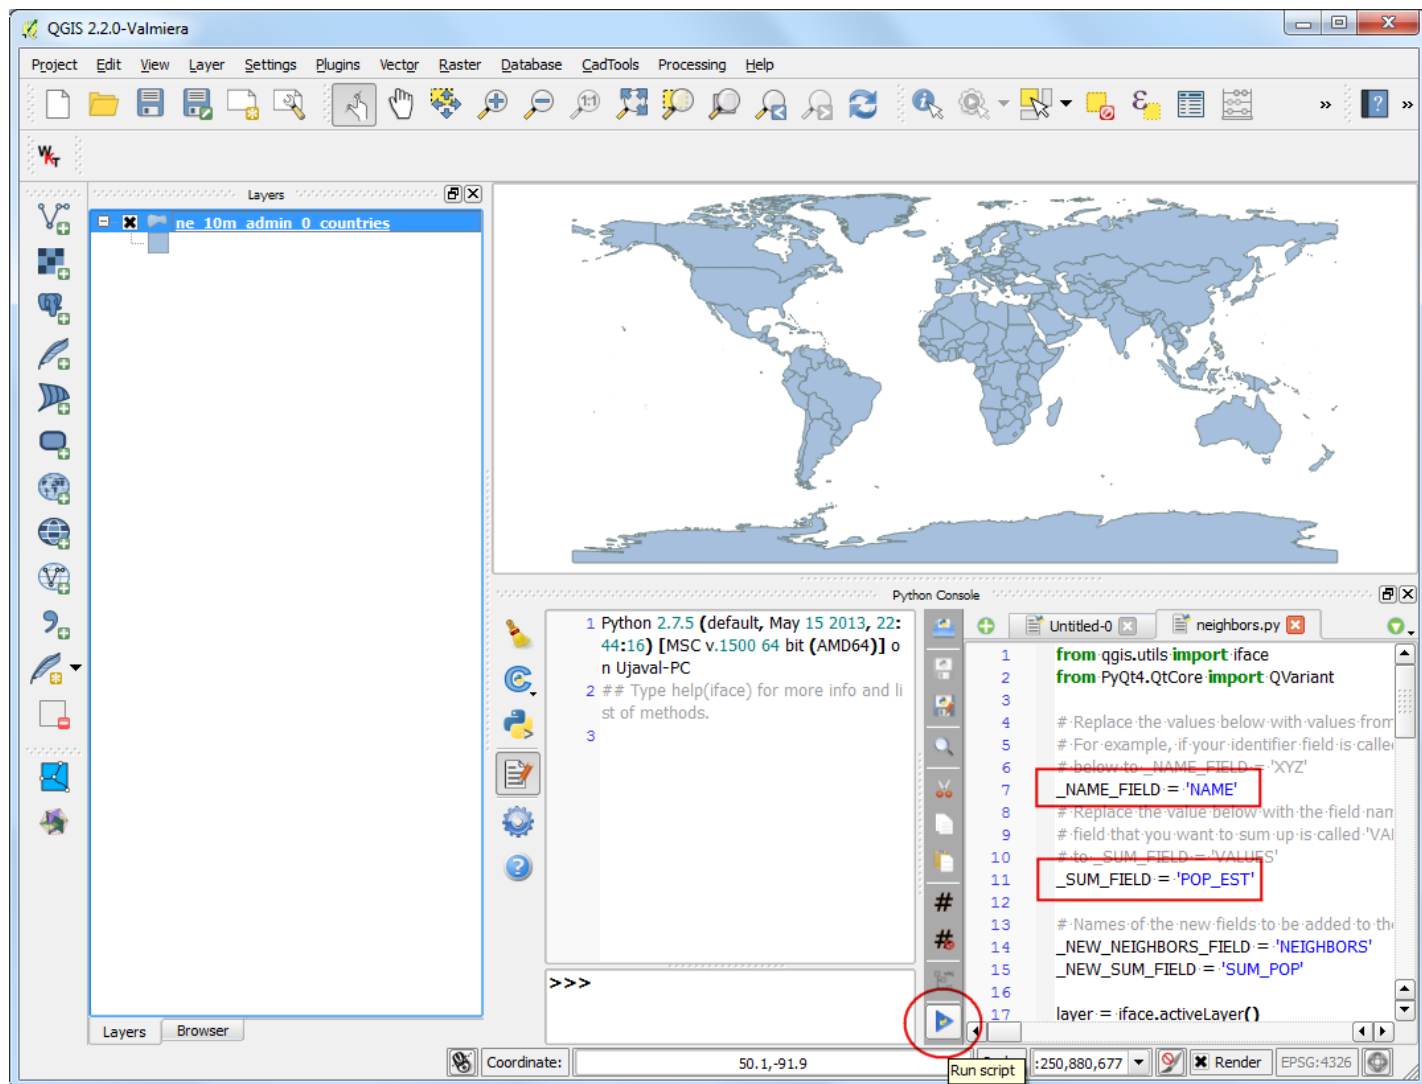 QGIS 2.2.0-Valmiera
Project Edit View Layer Settings Plugins Vector Raster Database CadTools Processing Help
1:1
»
?
»
WKT
Layers
ne_10m_admin_0_countries
Layers Browser
Python Console
1 Python 2.7.5 (default, May 15 2013, 22:
44:16) [MSC v.1500 64 bit (AMD64)] o
n Ujaval-PC
2 ## Type help(iface) for more info and li
st of methods.
3
>>>
Untitled-0 neighbors.py
1 from qgis.utils import iface
2 from PyQt4.QtCore import QVariant
3
4 # Replace the values below with values from
5 # For example, if your identifier field is calle
6 # below to _NAME_FIELD = 'XYZ'
7 _NAME_FIELD = 'NAME'
8 # Replace the value below with the field nam
9 # field that you want to sum up is called 'VAL
10 # to _SUM_FIELD = 'VALUES'
11 _SUM_FIELD = 'POP_EST'
12
13 # Names of the new fields to be added to the
14 _NEW_NEIGHBORS_FIELD = 'NEIGHBORS'
15 _NEW_SUM_FIELD = 'SUM_POP'
16
17 layer = iface.activeLayer()
Coordinate: 50.1,-91.9 :250,880,677 Render EPSG:4326
Run script